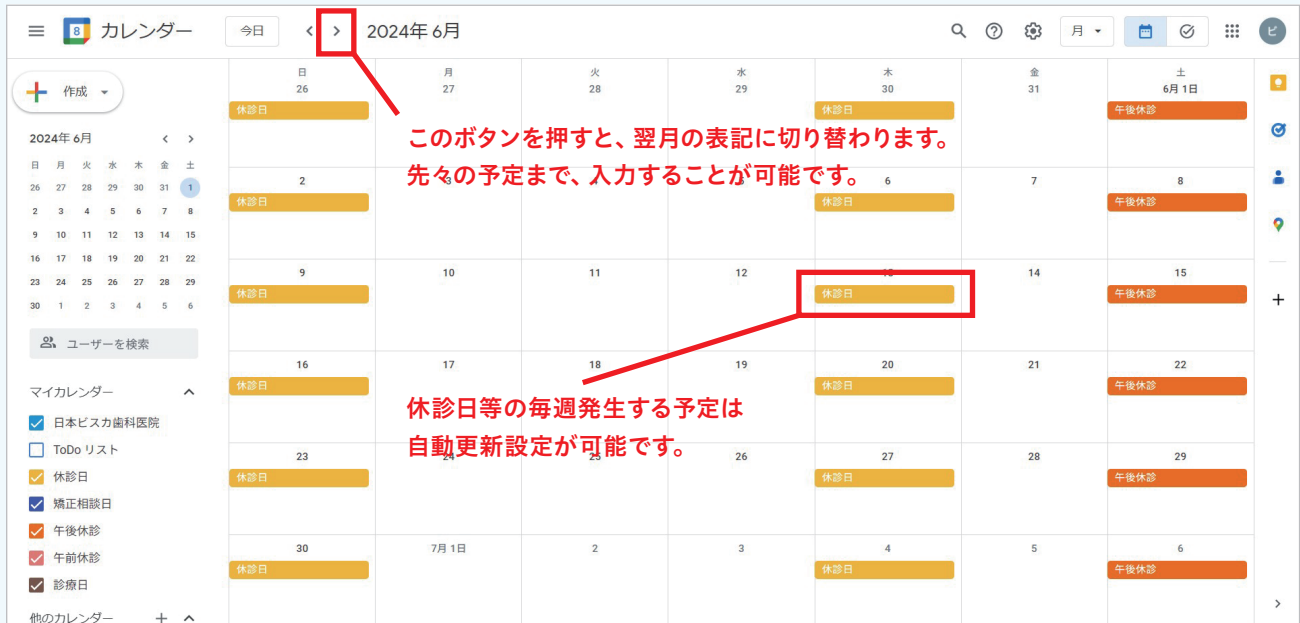 8 カレンダー 今日 2024年 6月 月 ビ
作成
2024年 6月
日 月 火 水 木 金 土
26 27 28 29 30 31 1
2 3 4 5 6 7 8
9 10 11 12 13 14 15
16 17 18 19 20 21 22
23 24 25 26 27 28 29
30 1 2 3 4 5 6
ユーザーを検索
マイカレンダー
日本ビスカ歯科医院
ToDo リスト
休診日
矯正相談日
午後休診
午前休診
診療日
他のカレンダー
日 月 火 水 木 金 土
26 27 28 29 30 31 6月 1日
休診日 休診日 午後休診
このボタンを押すと、翌月の表記に切り替わります。
先々の予定まで、入力することが可能です。
2 6 7 8
休診日 休診日 午後休診
9 10 11 12 13 14 15
休診日 休診日 午後休診
16 17 18 19 20 21 22
休診日 休診日 午後休診
休診日等の毎週発生する予定は
自動更新設定が可能です。
23 24 25 26 27 28 29
休診日 休診日 午後休診
30 7月 1日 2 3 4 5 6
休診日 休診日 午後休診